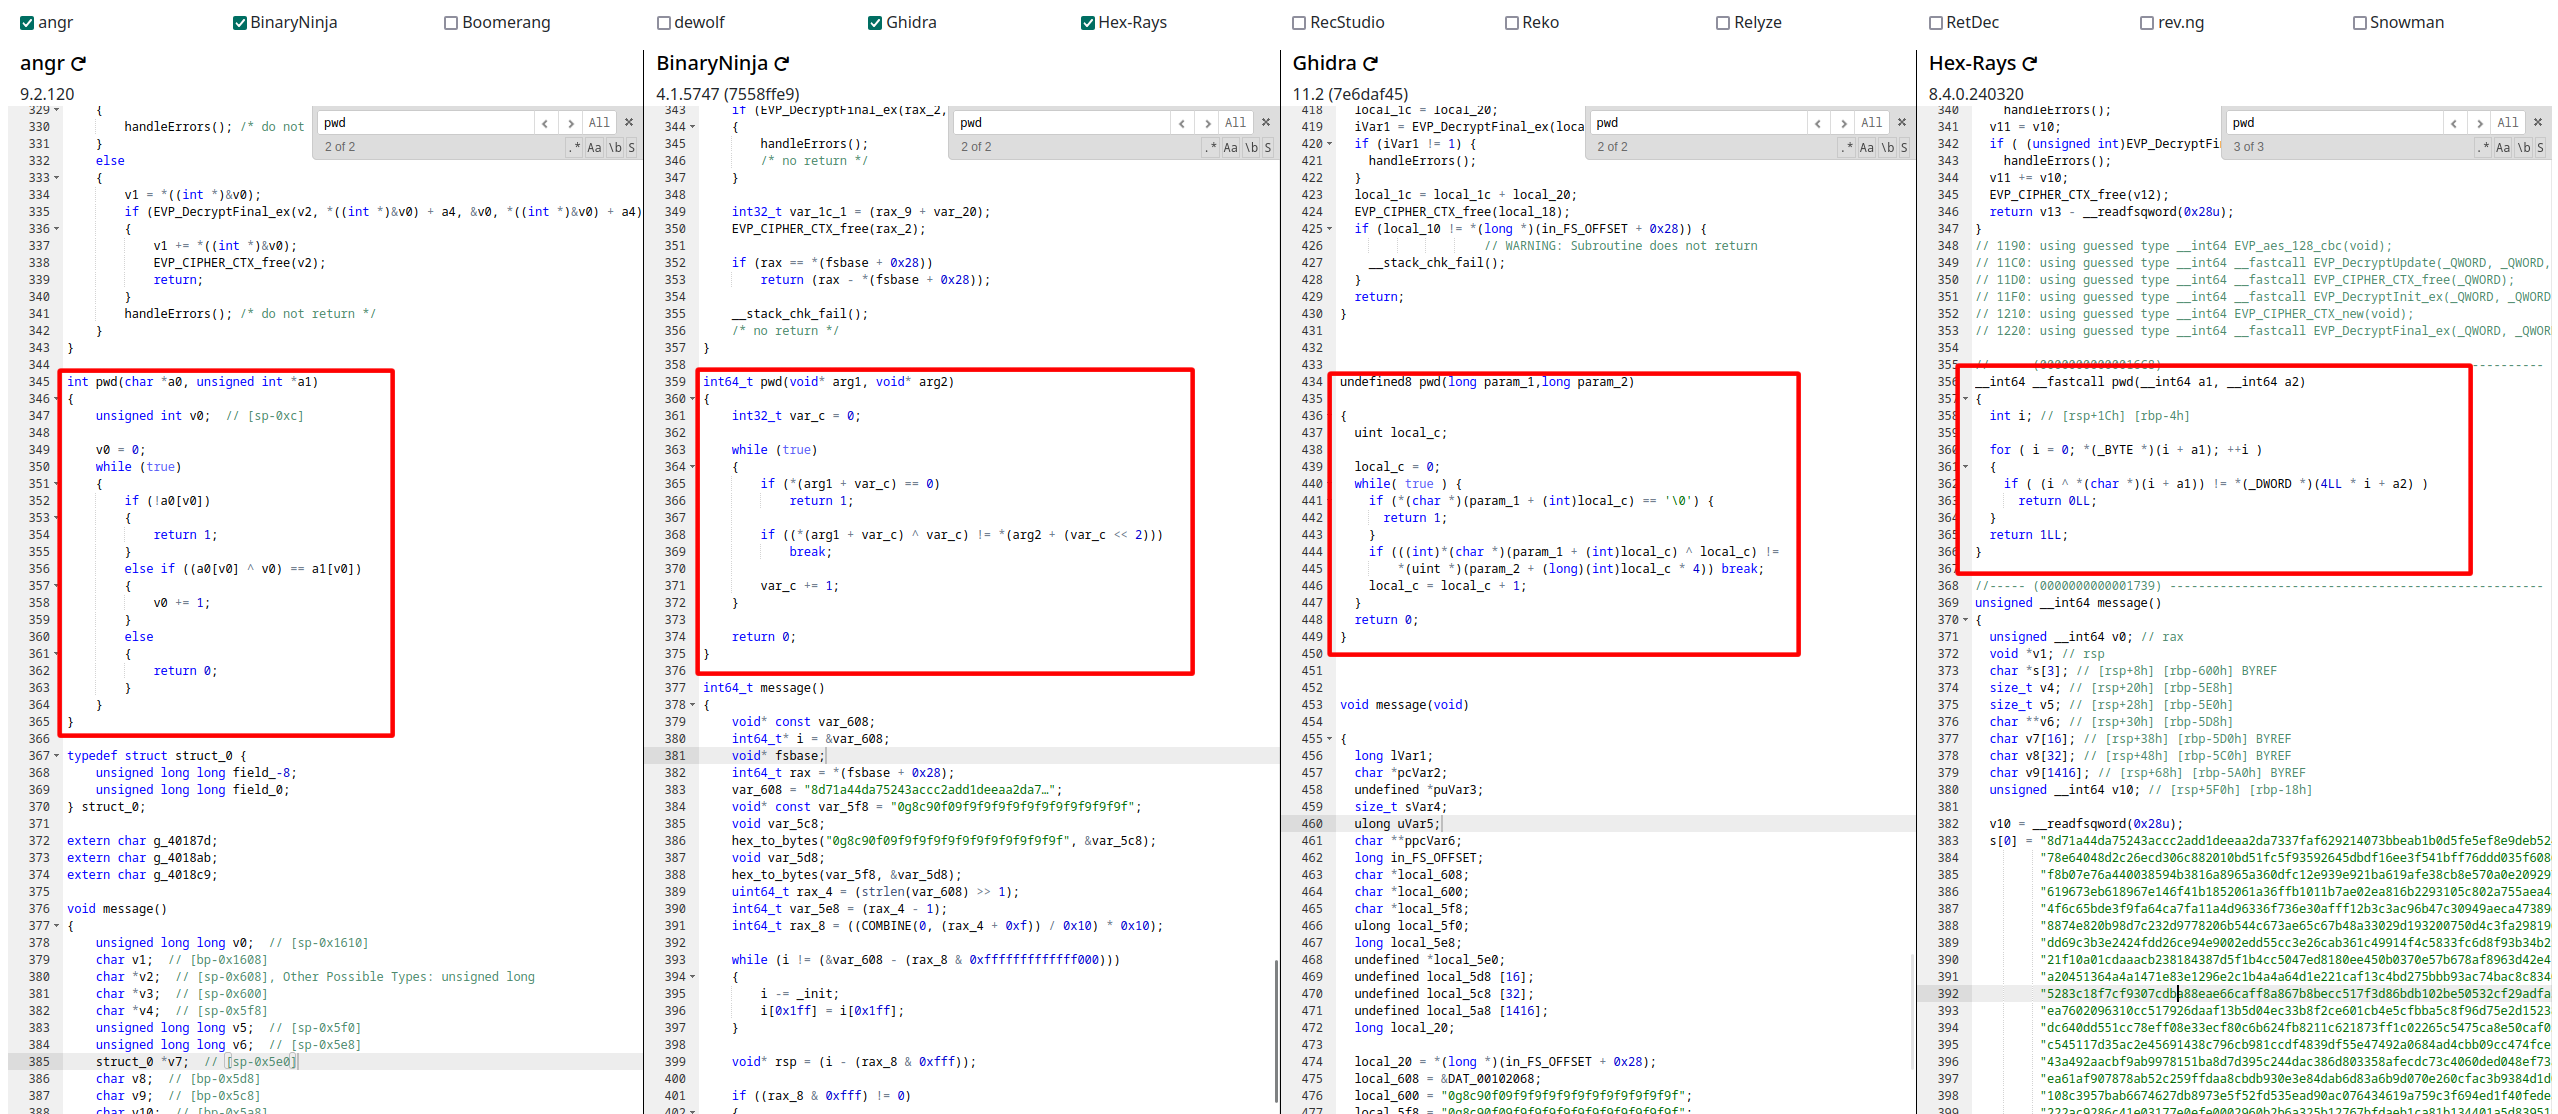 angr
BinaryNinja
Boomerang
dewolf
Ghidra
Hex-Rays
RecStudio
Reko
Relyze
RetDec
rev.ng
Snowman
angr
9.2.120
pwd
All
2 of 2
.* Aa \b S
329 {
330 handleErrors(); /* do not
331 }
332 else
333 {
334 v1 = *((int *)&v0);
335 if (EVP_DecryptFinal_ex(v2, *((int *)&v0) + a4, &v0, *((int *)&v0) + a4)
336 {
337 v1 += *((int *)&v0);
338 EVP_CIPHER_CTX_free(v2);
339 return;
340 }
341 handleErrors(); /* do not return */
342 }
343 }
344
345 int pwd(char *a0, unsigned int *a1)
346 {
347 unsigned int v0; // [sp-0xc]
348
349 v0 = 0;
350 while (true)
351 {
352 if (!a0[v0])
353 {
354 return 1;
355 }
356 else if ((a0[v0] ^ v0) == a1[v0])
357 {
358 v0 += 1;
359 }
360 else
361 {
362 return 0;
363 }
364 }
365 }
366
367 typedef struct struct_0 {
368 unsigned long long field_-8;
369 unsigned long long field_0;
370 } struct_0;
371
372 extern char g_40187d;
373 extern char g_4018ab;
374 extern char g_4018c9;
375
376 void message()
377 {
378 unsigned long long v0; // [sp-0x1610]
379 char v1; // [bp-0x1608]
380 char *v2; // [sp-0x608], Other Possible Types: unsigned long
381 char *v3; // [sp-0x600]
382 char *v4; // [sp-0x5f8]
383 unsigned long long v5; // [sp-0x5f0]
384 unsigned long long v6; // [sp-0x5e8]
385 struct_0 *v7; // [sp-0x5e0]
386 char v8; // [bp-0x5d8]
387 char v9; // [bp-0x5c8]
388 char v10; // [bp-0x5a8]
BinaryNinja
4.1.5747 (7558ffe9)
pwd
All
2 of 2
.* Aa \b S
343 if (EVP_DecryptFinal_ex(rax_2,
344 {
345 handleErrors();
346 /* no return */
347 }
348
349 int32_t var_1c_1 = (rax_9 + var_20);
350 EVP_CIPHER_CTX_free(rax_2);
351
352 if (rax == *(fsbase + 0x28))
353 return (rax - *(fsbase + 0x28));
354
355 __stack_chk_fail();
356 /* no return */
357 }
358
359 int64_t pwd(void* arg1, void* arg2)
360 {
361 int32_t var_c = 0;
362
363 while (true)
364 {
365 if (*(arg1 + var_c) == 0)
366 return 1;
367
368 if ((*(arg1 + var_c) ^ var_c) != *(arg2 + (var_c << 2)))
369 break;
370
371 var_c += 1;
372 }
373
374 return 0;
375 }
376
377 int64_t message()
378 {
379 void* const var_608;
380 int64_t* i = &var_608;
381 void* fsbase;
382 int64_t rax = *(fsbase + 0x28);
383 var_608 = "8d71a44da75243accc2add1deeaa2da7…";
384 void* const var_5f8 = "0g8c90f09f9f9f9f9f9f9f9f9f9f9f9f";
385 void var_5c8;
386 hex_to_bytes("0g8c90f09f9f9f9f9f9f9f9f9f9f9f9f", &var_5c8);
387 void var_5d8;
388 hex_to_bytes(var_5f8, &var_5d8);
389 uint64_t rax_4 = (strlen(var_608) >> 1);
390 int64_t var_5e8 = (rax_4 - 1);
391 int64_t rax_8 = ((COMBINE(0, (rax_4 + 0xf)) / 0x10) * 0x10);
392
393 while (i != (&var_608 - (rax_8 & 0xfffffffffffff000)))
394 {
395 i -= _init;
396 i[0x1ff] = i[0x1ff];
397 }
398
399 void* rsp = (i - (rax_8 & 0xfff));
400
401 if ((rax_8 & 0xfff) != 0)
402 {
Ghidra
11.2 (7e6daf45)
pwd
All
2 of 2
.* Aa \b S
418 local_1c = local_20;
419 iVar1 = EVP_DecryptFinal_ex(loca
420 if (iVar1 != 1) {
421 handleErrors();
422 }
423 local_1c = local_1c + local_20;
424 EVP_CIPHER_CTX_free(local_18);
425 if (local_10 != *(long *)(in_FS_OFFSET + 0x28)) {
426 // WARNING: Subroutine does not return
427 __stack_chk_fail();
428 }
429 return;
430 }
431
432
433
434 undefined8 pwd(long param_1,long param_2)
435
436 {
437 uint local_c;
438
439 local_c = 0;
440 while( true ) {
441 if (*(char *)(param_1 + (int)local_c) == '\0') {
442 return 1;
443 }
444 if (((int)*(char *)(param_1 + (int)local_c) ^ local_c) !=
445 *(uint *)(param_2 + (long)(int)local_c * 4)) break;
446 local_c = local_c + 1;
447 }
448 return 0;
449 }
450
451
452
453 void message(void)
454
455 {
456 long lVar1;
457 char *pcVar2;
458 undefined *puVar3;
459 size_t sVar4;
460 ulong uVar5;
461 char **ppcVar6;
462 long in_FS_OFFSET;
463 char *local_608;
464 char *local_600;
465 char *local_5f8;
466 ulong local_5f0;
467 long local_5e8;
468 undefined *local_5e0;
469 undefined local_5d8 [16];
470 undefined local_5c8 [32];
471 undefined local_5a8 [1416];
472 long local_20;
473
474 local_20 = *(long *)(in_FS_OFFSET + 0x28);
475 local_608 = &DAT_00102068;
476 local_600 = "0g8c90f09f9f9f9f9f9f9f9f9f9f9f9f";
477 local_5f8 = "0g8c90f09f9f9f9f9f9f9f9f9f9f9f9f";
Hex-Rays
8.4.0.240320
pwd
All
3 of 3
.* Aa \b S
340 handleErrors();
341 v11 = v10;
342 if ( (unsigned int)EVP_DecryptFi
343 handleErrors();
344 v11 += v10;
345 EVP_CIPHER_CTX_free(v12);
346 return v13 - __readfsqword(0x28u);
347 }
348 // 1190: using guessed type __int64 EVP_aes_128_cbc(void);
349 // 11C0: using guessed type __int64 __fastcall EVP_DecryptUpdate(_QWORD, _QWORD,
350 // 11D0: using guessed type __int64 __fastcall EVP_CIPHER_CTX_free(_QWORD);
351 // 11F0: using guessed type __int64 __fastcall EVP_DecryptInit_ex(_QWORD, _QWORD
352 // 1210: using guessed type __int64 EVP_CIPHER_CTX_new(void);
353 // 1220: using guessed type __int64 __fastcall EVP_DecryptFinal_ex(_QWORD, _QWOR
354
355 //----- (0000000000001668) -----
356 __int64 __fastcall pwd(__int64 a1, __int64 a2)
357 {
358 int i; // [rsp+1Ch] [rbp-4h]
359
360 for ( i = 0; *(_BYTE *)(i + a1); ++i )
361 {
362 if ( (i ^ *(char *)(i + a1)) != *(_DWORD *)(4LL * i + a2) )
363 return 0LL;
364 }
365 return 1LL;
366 }
367
368 //----- (0000000000001739) -----
369 unsigned __int64 message()
370 {
371 unsigned __int64 v0; // rax
372 void *v1; // rsp
373 char *s[3]; // [rsp+8h] [rbp-600h] BYREF
374 size_t v4; // [rsp+20h] [rbp-5E8h]
375 size_t v5; // [rsp+28h] [rbp-5E0h]
376 char **v6; // [rsp+30h] [rbp-5D8h]
377 char v7[16]; // [rsp+38h] [rbp-5D0h] BYREF
378 char v8[32]; // [rsp+48h] [rbp-5C0h] BYREF
379 char v9[1416]; // [rsp+68h] [rbp-5A0h] BYREF
380 unsigned __int64 v10; // [rsp+5F0h] [rbp-18h]
381
382 v10 = __readfsqword(0x28u);
383 s[0] = "8d71a44da75243accc2add1deeaa2da7337faf629214073bbeab1b0d5fe5ef8e9deb52
384 "78e64048d2c26ecd306c882010bd51fc5f93592645dbdf16ee3f541bff76ddd035f608
385 "f8b07e76a440038594b3816a8965a360dfc12e939e921ba619afe38cb8e570a0e20929
386 "619673eb618967e146f41b1852061a36ffb1011b7ae02ea816b2293105c802a755aea4
387 "4f6c65bde3f9fa64ca7fa11a4d96336f736e30afff12b3c3ac96b47c30949aeca47389
388 "8874e820b98d7c232d9778206b544c673ae65c67b48a33029d193200750d4c3fa29819
389 "dd69c3b3e2424fdd26ce94e9002edd55cc3e26cab361c49914f4c5833fc6d8f93b34b2
390 "21f10a01cdaaacb238184387d5f1b4cc5047ed8180ee450b0370e57b678af8963d42e4
391 "a20451364a4a1471e83e1296e2c1b4a4a64d1e221caf13c4bd275bbb93ac74bac8c834
392 "5283c18f7cf9307cdba88eae66caff8a867b8becc517f3d86bdb102be50532cf29adfa
393 "ea7602096310cc517926daaf13b5d04ec33b8f2ce601cb4e5cfbba5c8f96d75e2d1523
394 "dc640dd551cc78eff08e33ecf80c6b624fb8211c621873ff1c02265c5475ca8e50caf0
395 "c545117d35ac2e45691438c796cb981ccdf4839df55e47492a0684ad4cbb09cc474fce
396 "43a492aacbf9ab9978151ba8d7d395c244dac386d803358afecdc73c4060ded048ef73
397 "ea61af907878ab52c259ffdaa8cbdb930e3e84dab6d83a6b9d070e260cfac3b9384d1d
398 "108c3957bab6674627db8973e5f52fd535ead90ac076434619a759c3f694ed1f40fede